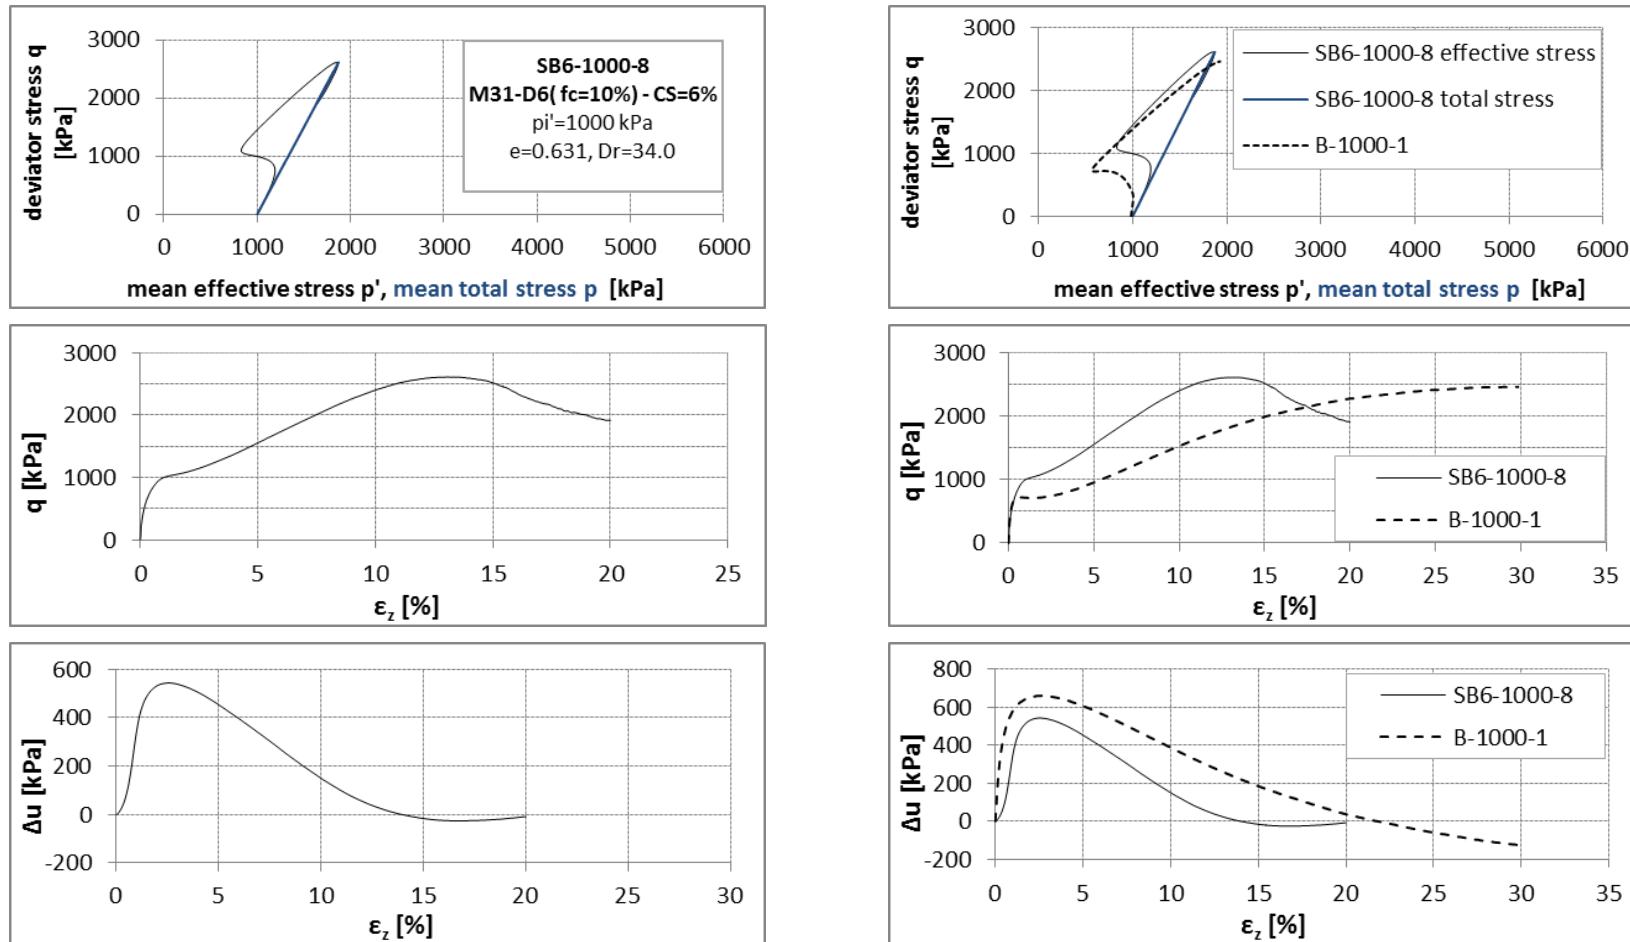 deviator stress q
[kPa]
3000
2000
1000
0
0 1000 2000 3000 4000 5000 6000
mean effective stress p', mean total stress p [kPa]
SB6-1000-8
M31-D6( fc=10%) - CS=6%
pi'=1000 kPa
e=0.631, Dr=34.0
deviator stress q
[kPa]
3000
2000
1000
0
0 1000 2000 3000 4000 5000 6000
mean effective stress p', mean total stress p [kPa]
SB6-1000-8 effective stress
SB6-1000-8 total stress
B-1000-1
q [kPa]
3000
2000
1000
0
0 5 10 15 20 25
εz [%]
q [kPa]
3000
2000
1000
0
0 5 10 15 20 25 30 35
εz [%]
SB6-1000-8
B-1000-1
Δu [kPa]
600
400
200
0
-200
0 5 10 15 20 25 30
εz [%]
Δu [kPa]
800
600
400
200
0
-200
0 5 10 15 20 25 30 35
εz [%]
SB6-1000-8
B-1000-1